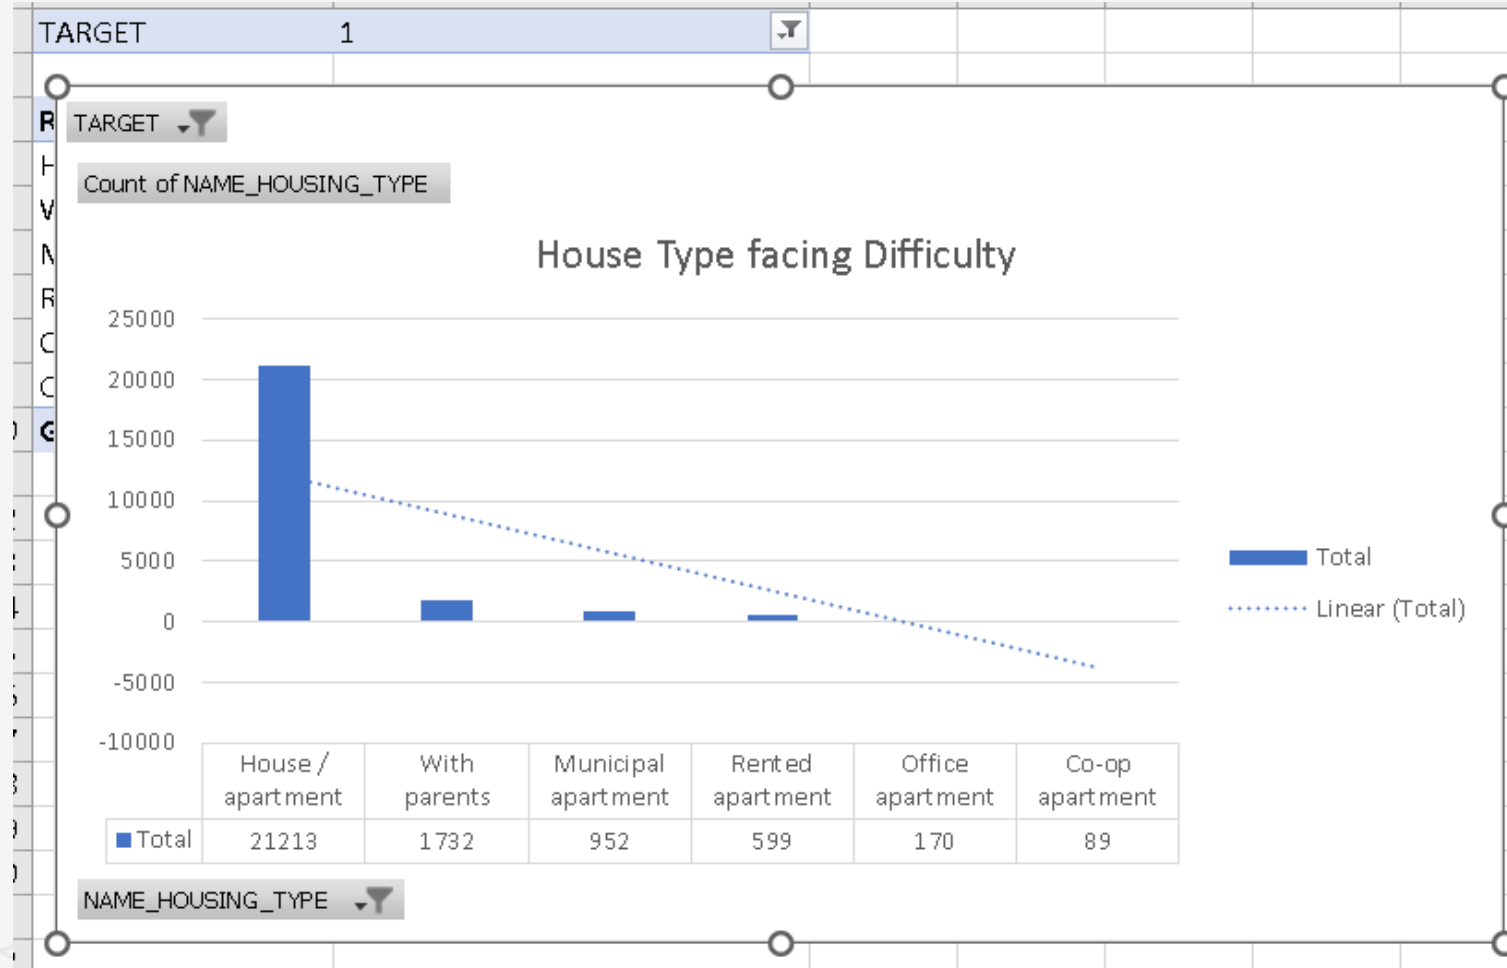 TARGET 1
TARGET
Count of NAME_HOUSING_TYPE
House Type facing Difficulty
25000
20000
15000
10000
5000
0
-5000
-10000
House / apartment With parents Municipal apartment Rented apartment Office apartment Co-op apartment
Total 21213 1732 952 599 170 89
Total
Linear (Total)
NAME_HOUSING_TYPE